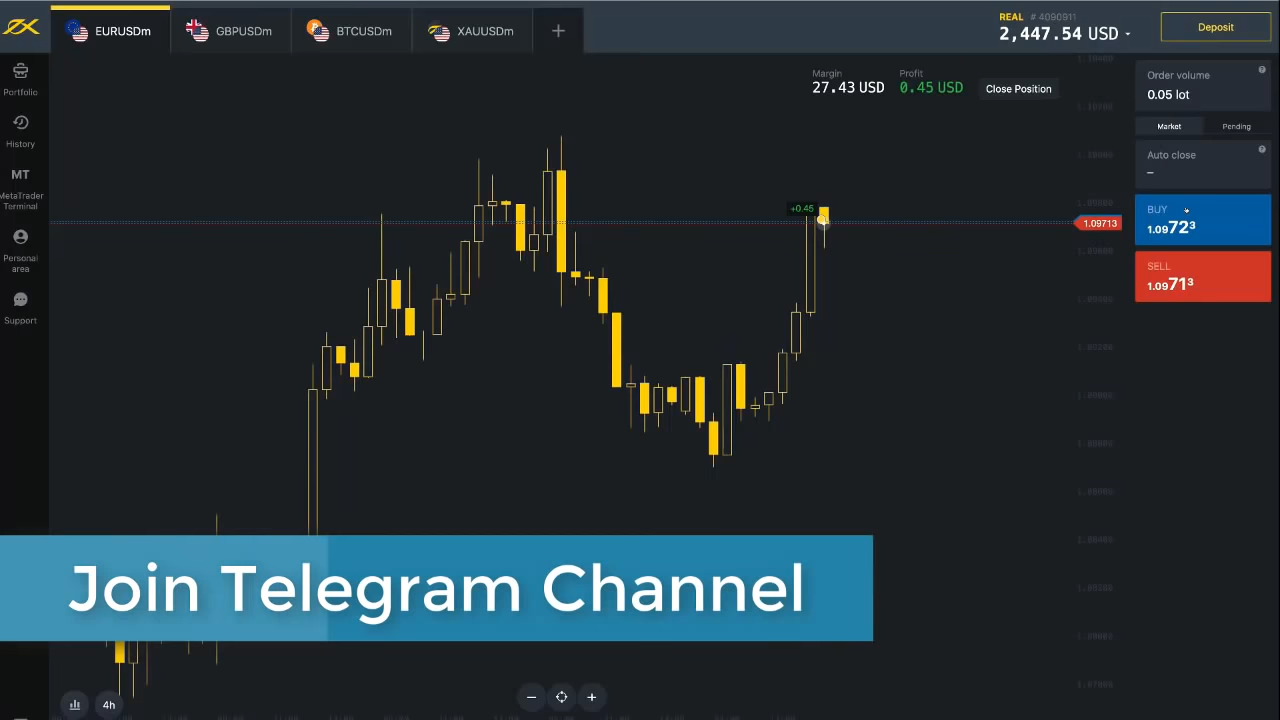 EURUSDm
GBPUSDm
BTCUSDm
XAUUSDm
REAL # 4090911
2,447.54 USD
Deposit
Portfolio
History
MT
MetaTrader
Terminal
Personal
area
Support
Margin
27.43 USD
Profit
0.45 USD
Close Position
Order volume
0.05 lot
Market
Pending
Auto close
–
BUY
1.09723
SELL
1.09713
+0.45
1.09713
Join Telegram Channel
4h